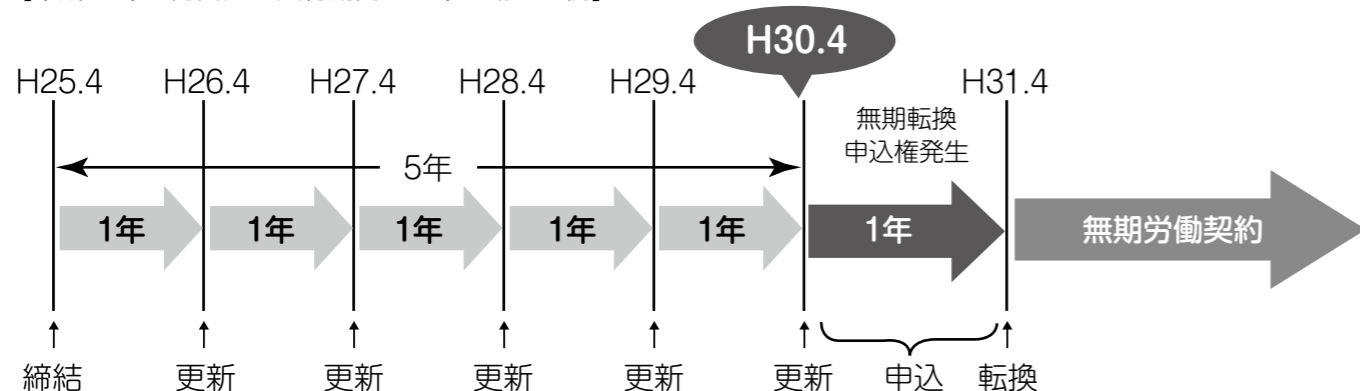 H30.4
H25.4 H26.4 H27.4 H28.4 H29.4 H31.4
無期転換
申込権発生
5年
1年 1年 1年 1年 1年 1年 無期労働契約
↑ ↑ ↑ ↑ ↑ ↑ ↑
締結 更新 更新 更新 更新 更新 申込 転換